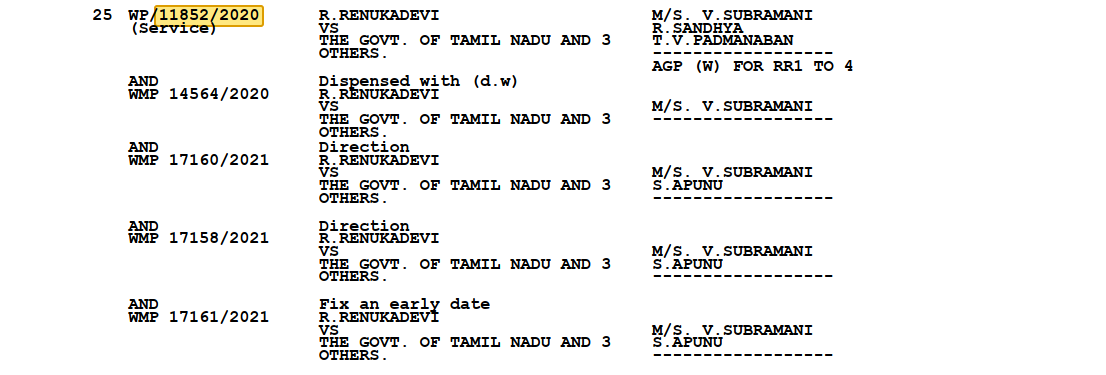 25 WP/11852/2020 R.RENUKADEVI M/S. V.SUBRAMANI
(Service) VS R.SANDHYA
THE GOVT. OF TAMIL NADU AND 3 T.V.PADMANABAN
OTHERS. ------------------
AGP (W) FOR RR1 TO 4
AND Dispensed with (d.w)
WMP 14564/2020 R.RENUKADEVI
VS M/S. V.SUBRAMANI
THE GOVT. OF TAMIL NADU AND 3 ------------------
OTHERS.
AND Direction
WMP 17160/2021 R.RENUKADEVI
VS M/S. V.SUBRAMANI
THE GOVT. OF TAMIL NADU AND 3 S.APUNU
OTHERS. ------------------
AND Direction
WMP 17158/2021 R.RENUKADEVI
VS M/S. V.SUBRAMANI
THE GOVT. OF TAMIL NADU AND 3 S.APUNU
OTHERS. ------------------
AND Fix an early date
WMP 17161/2021 R.RENUKADEVI
VS M/S. V.SUBRAMANI
THE GOVT. OF TAMIL NADU AND 3 S.APUNU
OTHERS. ------------------